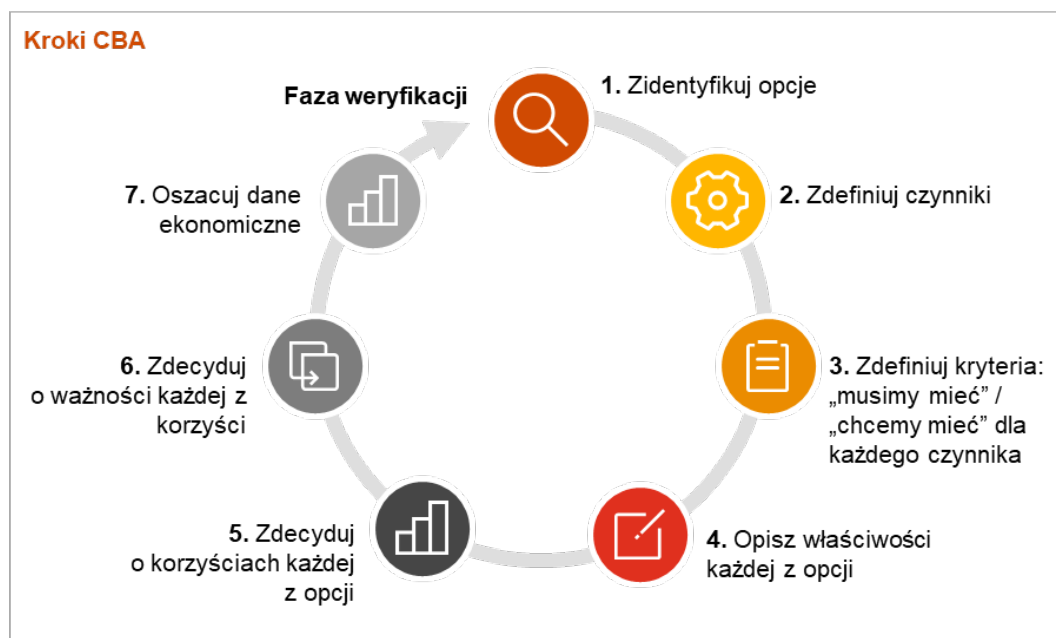 Kroki CBA
Faza weryfikacji
1. Zidentyfikuj opcje
2. Zdefiniuj czynniki
3. Zdefiniuj kryteria:
„musimy mieć” /
„chcemy mieć” dla
każdego czynnika
4. Opisz właściwości
każdej z opcji
5. Zdecyduj
o korzyściach każdej
z opcji
6. Zdecyduj
o ważności każdej z
korzyści
7. Oszacuj dane
ekonomiczne